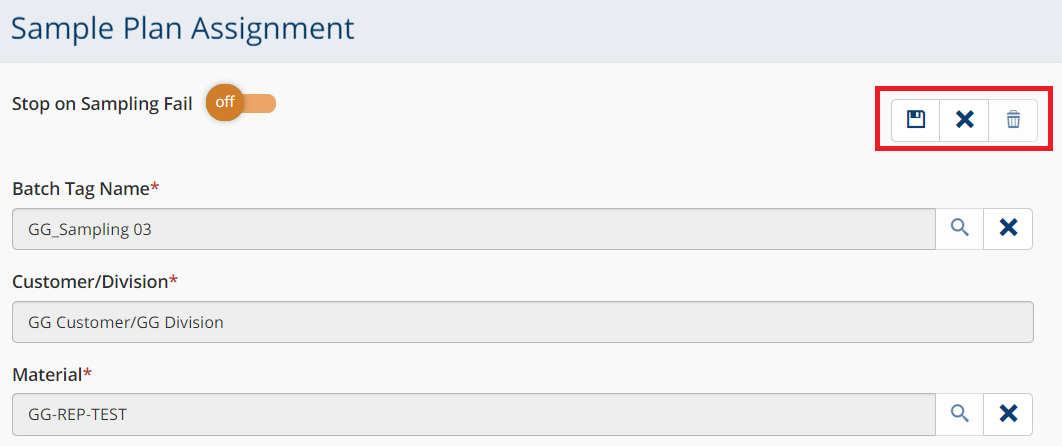 Sample Plan Assignment
Stop on Sampling Fail off
Batch Tag Name*
GG_Sampling 03
Customer/Division*
GG Customer/GG Division
Material*
GG-REP-TEST